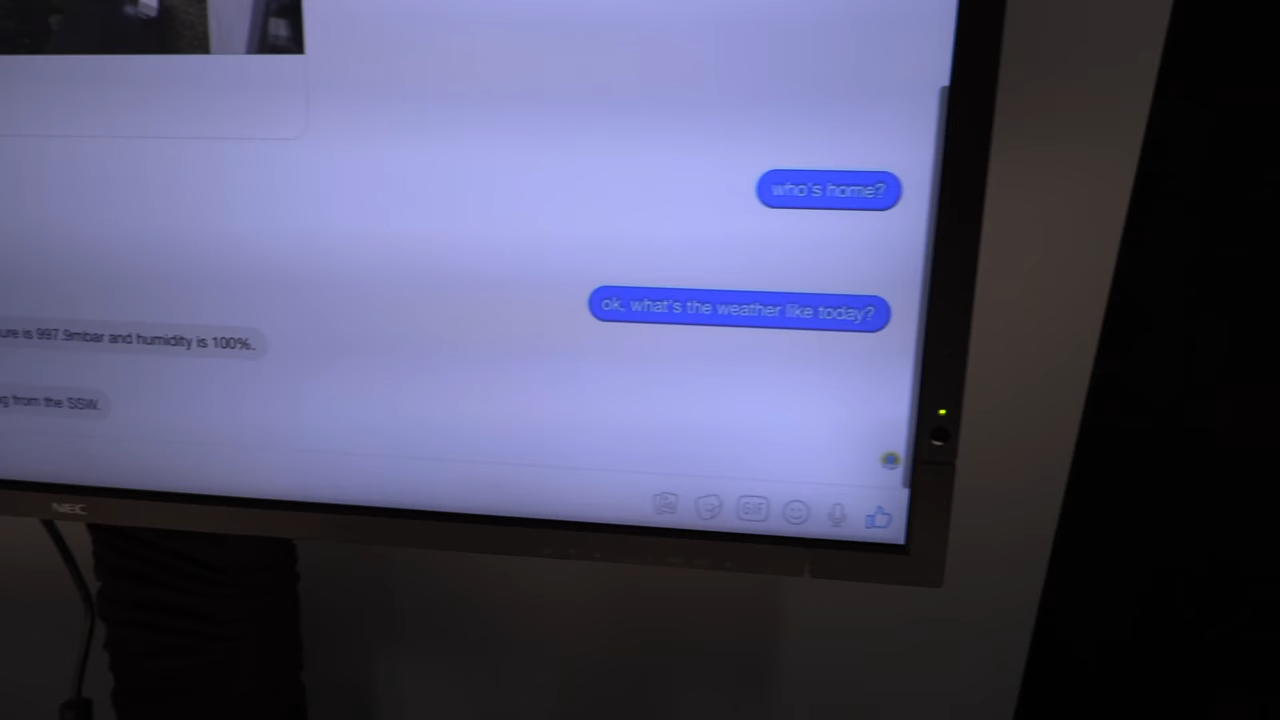 who's home?
ok, what's the weather like today?
ure is 997.9mbar and humidity is 100%.
g from the SSW.
GIF
NEC